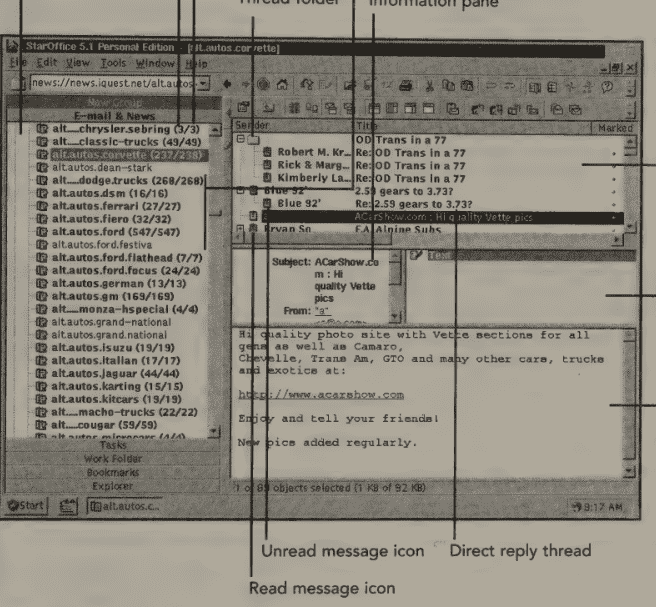 Thread folder
Information pane
StarOffice 5.1 Personal Edition - [alt.autos.corvette]
File Edit View Tools Window Help
news://news.iquest.net/alt.autos
New Group
E-mail & News
alt....chrysler.sebring (3/3)
alt....classic-trucks (49/49)
alt.autos.corvette (237/238)
alt.autos.dean-stark
alt....dodge.trucks (268/268)
alt.autos.dsm (16/16)
alt.autos.ferrari (27/27)
alt.autos.fiero (32/32)
alt.autos.ford (547/547)
alt.autos.ford.festiva
alt.autos.ford.flathead (7/7)
alt.autos.ford.focus (24/24)
alt.autos.german (13/13)
alt.autos.gm (169/169)
alt....monza-hspecial (4/4)
alt.autos.grand-national
alt.autos.grand.national
alt.autos.isuzu (19/19)
alt.autos.italian (17/17)
alt.autos.jaguar (44/44)
alt.autos.karting (15/15)
alt.autos.kitcars (19/19)
alt....macho-trucks (22/22)
alt....cougar (59/59)
alt.autos.microcars (4/4)
Tasks
Work Folder
Bookmarks
Explorer
Sender Title Marked
OD Trans in a 77
Robert M. Kr... Re: OD Trans in a 77
Rick & Marg... Re: OD Trans in a 77
Kimberly La... Re: OD Trans in a 77
Blue 92' 2.59 gears to 3.73?
Blue 92' Re: 2.59 gears to 3.73?
ACarShow.com : Hi quality Vette pics
Bryan So F.A. Alpine Subs
Subject: ACarShow.co
m : Hi
quality Vette
pics
From: "a"
Text
Hi quality photo site with Vette sections for all
gens as well as Camaro,
Chevelle, Trans Am, GTO and many other cars, trucks
and exotics at:
http://www.acarshow.com
Enjoy and tell your friends!
New pics added regularly.
1 of 89 objects selected (1 KB of 92 KB)
Start
alt.autos.c...
9:17 AM
Unread message icon
Direct reply thread
Read message icon